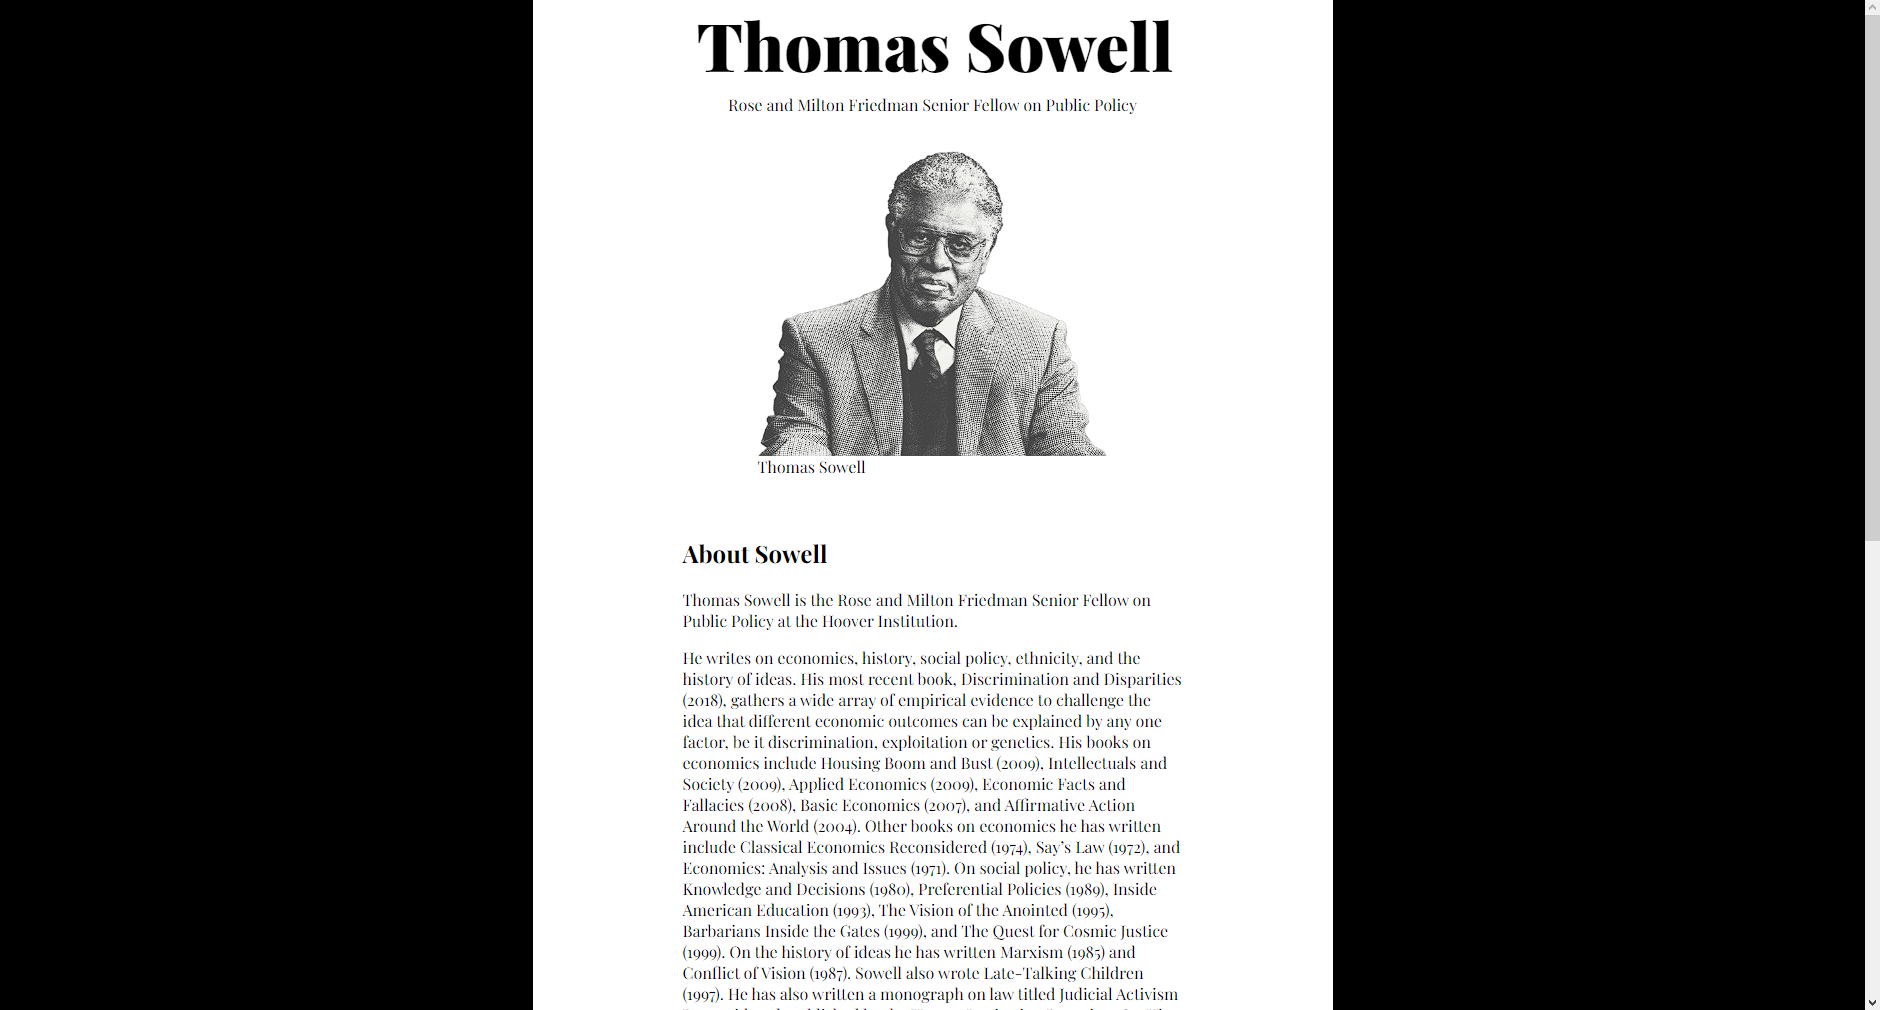 Thomas Sowell
Rose and Milton Friedman Senior Fellow on Public Policy
Thomas Sowell
About Sowell
Thomas Sowell is the Rose and Milton Friedman Senior Fellow on
Public Policy at the Hoover Institution.
He writes on economics, history, social policy, ethnicity, and the
history of ideas. His most recent book, Discrimination and Disparities
(2018), gathers a wide array of empirical evidence to challenge the
idea that different economic outcomes can be explained by any one
factor, be it discrimination, exploitation or genetics. His books on
economics include Housing Boom and Bust (2009), Intellectuals and
Society (2009), Applied Economics (2009), Economic Facts and
Fallacies (2008), Basic Economics (2007), and Affirmative Action
Around the World (2004). Other books on economics he has written
include Classical Economics Reconsidered (1974), Say’s Law (1972), and
Economics: Analysis and Issues (1971). On social policy, he has written
Knowledge and Decisions (1980), Preferential Policies (1989), Inside
American Education (1993), The Vision of the Anointed (1995),
Barbarians Inside the Gates (1999), and The Quest for Cosmic Justice
(1999). On the history of ideas he has written Marxism (1985) and
Conflict of Vision (1987). Sowell also wrote Late-Talking Children
(1997). He has also written a monograph on law titled Judicial Activism